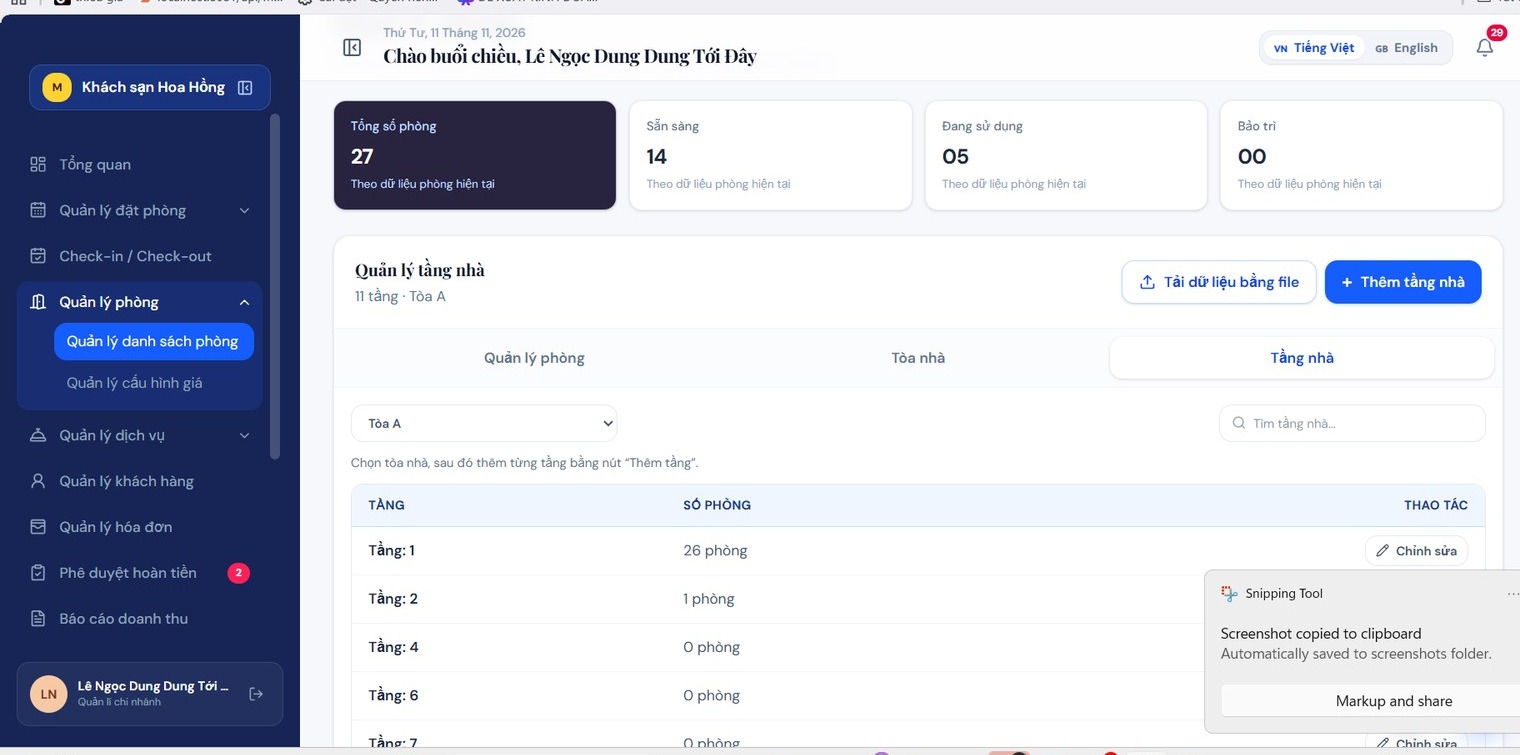 Thứ Tư, 11 Tháng 11, 2026
Chào buổi chiều, Lê Ngọc Dung Dung Tới Đây
VN Tiếng Việt
GB English
29
M
Khách sạn Hoa Hồng
Tổng quan
Quản lý đặt phòng
Check-in / Check-out
Quản lý phòng
Quản lý danh sách phòng
Quản lý cấu hình giá
Quản lý dịch vụ
Quản lý khách hàng
Quản lý hóa đơn
Phê duyệt hoàn tiền
2
Báo cáo doanh thu
LN
Lê Ngọc Dung Dung Tới ...
Quản lí chi nhánh
Tổng số phòng
27
Theo dữ liệu phòng hiện tại
Sẵn sàng
14
Theo dữ liệu phòng hiện tại
Đang sử dụng
05
Theo dữ liệu phòng hiện tại
Bảo trì
00
Theo dữ liệu phòng hiện tại
Quản lý tầng nhà
11 tầng · Tòa A
Tải dữ liệu bằng file
+ Thêm tầng nhà
Quản lý phòng
Tòa nhà
Tầng nhà
Tòa A
Tìm tầng nhà...
Chọn tòa nhà, sau đó thêm từng tầng bằng nút “Thêm tầng”.
TẦNG
SỐ PHÒNG
THAO TÁC
Tầng: 1
26 phòng
Chỉnh sửa
Tầng: 2
1 phòng
Tầng: 4
0 phòng
Tầng: 6
0 phòng
Tầng: 7
0 phòng
Chỉnh sửa
Snipping Tool
...
Screenshot copied to clipboard
Automatically saved to screenshots folder.
Markup and share